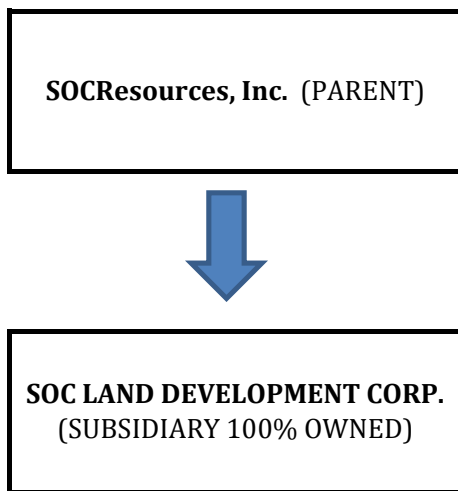 SOCResources, Inc. (PARENT)
SOC LAND DEVELOPMENT CORP.
(SUBSIDIARY 100% OWNED)